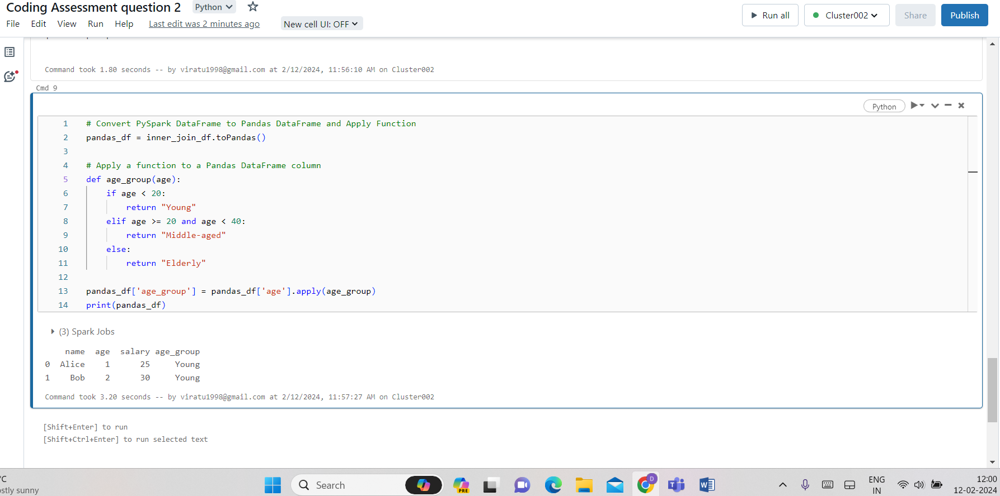 Coding Assessment question 2 Python
File Edit View Run Help Last edit was 2 minutes ago New cell UI: OFF
Run all Cluster002 Share Publish
Command took 1.80 seconds -- by viratu1998@gmail.com at 2/12/2024, 11:56:10 AM on Cluster002
Cmd 9
Python
1 # Convert PySpark DataFrame to Pandas DataFrame and Apply Function
2 pandas_df = inner_join_df.toPandas()
3
4 # Apply a function to a Pandas DataFrame column
5 def age_group(age):
6 if age < 20:
7 return "Young"
8 elif age >= 20 and age < 40:
9 return "Middle-aged"
10 else:
11 return "Elderly"
12
13 pandas_df['age_group'] = pandas_df['age'].apply(age_group)
14 print(pandas_df)
(3) Spark Jobs
name age salary age_group
0 Alice 1 25 Young
1 Bob 2 30 Young
Command took 3.20 seconds -- by viratu1998@gmail.com at 2/12/2024, 11:57:27 AM on Cluster002
[Shift+Enter] to run
[Shift+Ctrl+Enter] to run selected text
°C
ostly sunny
Search
PRE
D
ENG
IN
12:00
12-02-2024